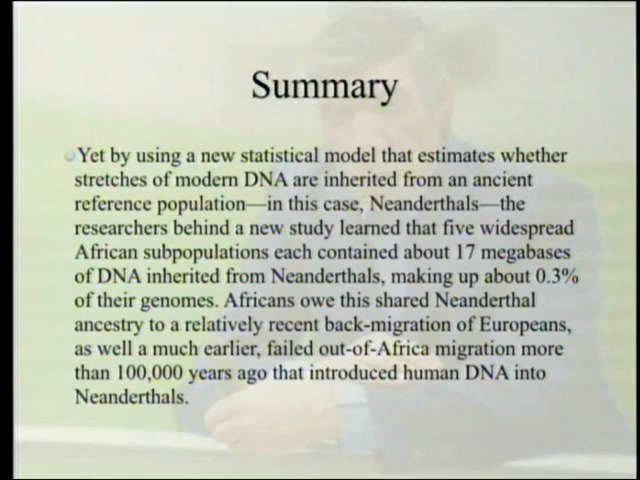 Summary
Yet by using a new statistical model that estimates whether
stretches of modern DNA are inherited from an ancient
reference population—in this case, Neanderthals—the
researchers behind a new study learned that five widespread
African subpopulations each contained about 17 megabases
of DNA inherited from Neanderthals, making up about 0.3%
of their genomes. Africans owe this shared Neanderthal
ancestry to a relatively recent back-migration of Europeans,
as well a much earlier, failed out-of-Africa migration more
than 100,000 years ago that introduced human DNA into
Neanderthals.